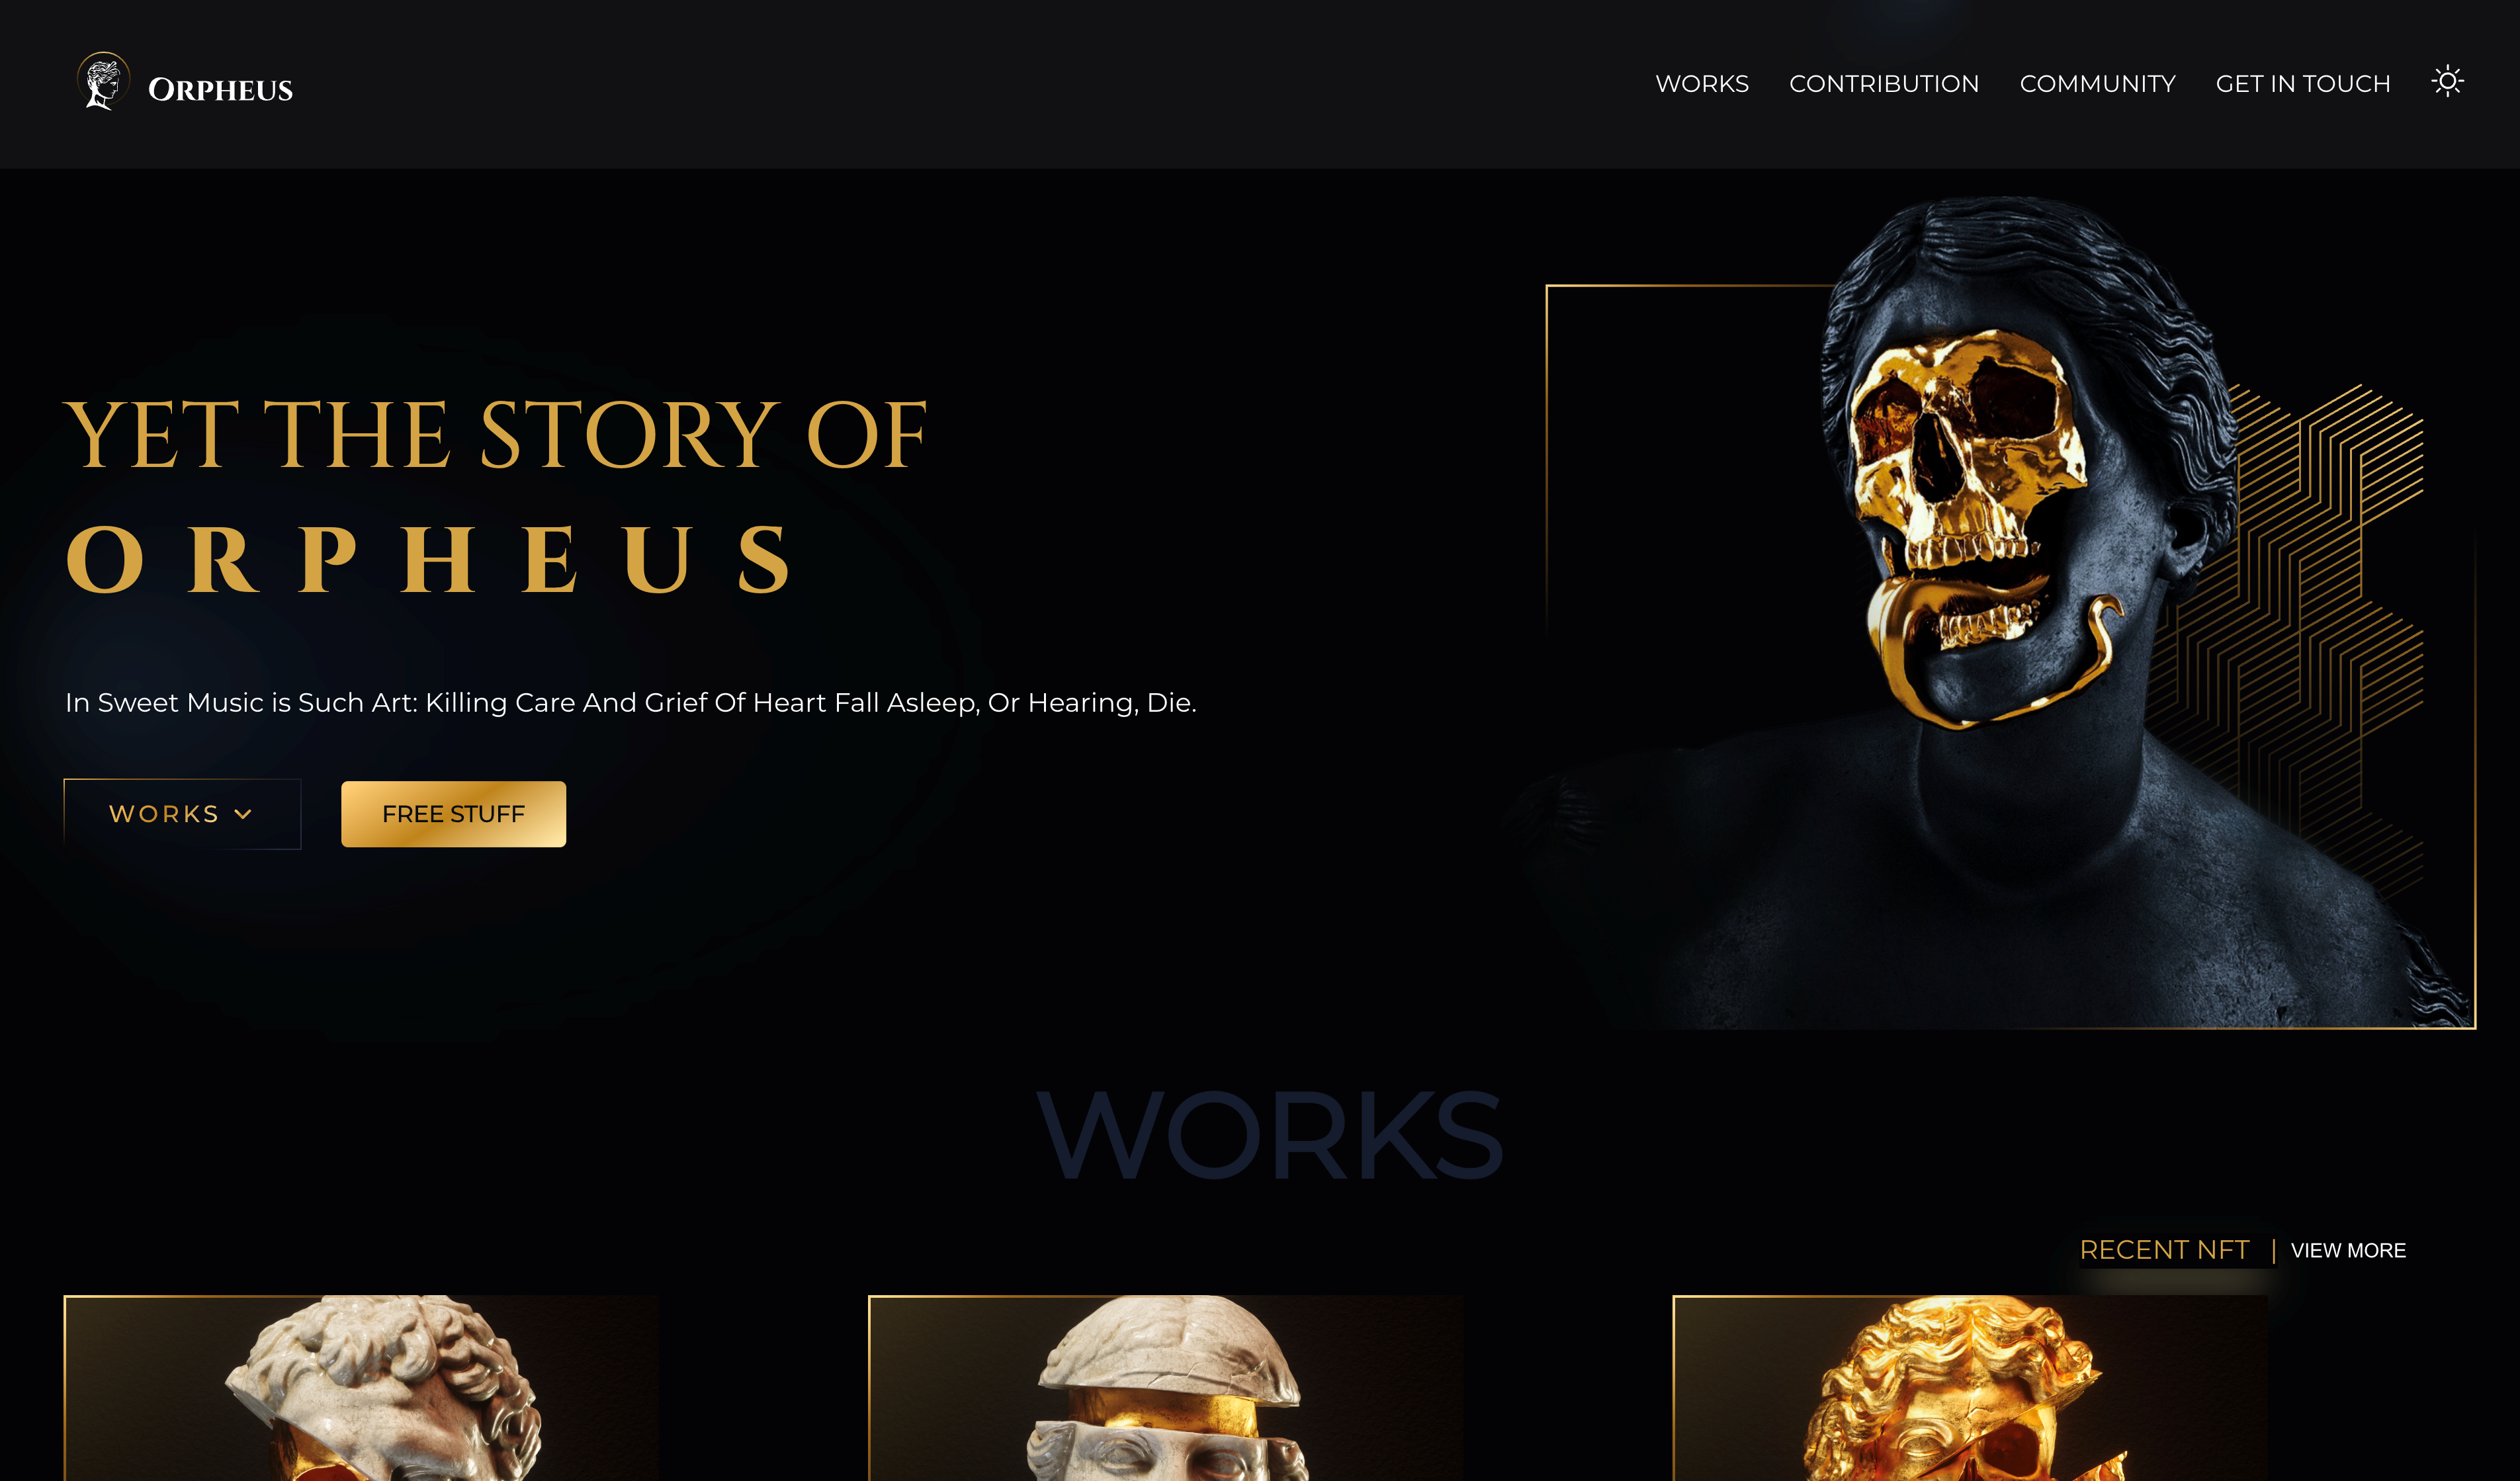 ORPHEUS
WORKS
CONTRIBUTION
COMMUNITY
GET IN TOUCH
YET THE STORY OF
ORPHEUS
In Sweet Music is Such Art: Killing Care And Grief Of Heart Fall Asleep, Or Hearing, Die.
WORKS
FREE STUFF
WORKS
RECENT NFT | VIEW MORE